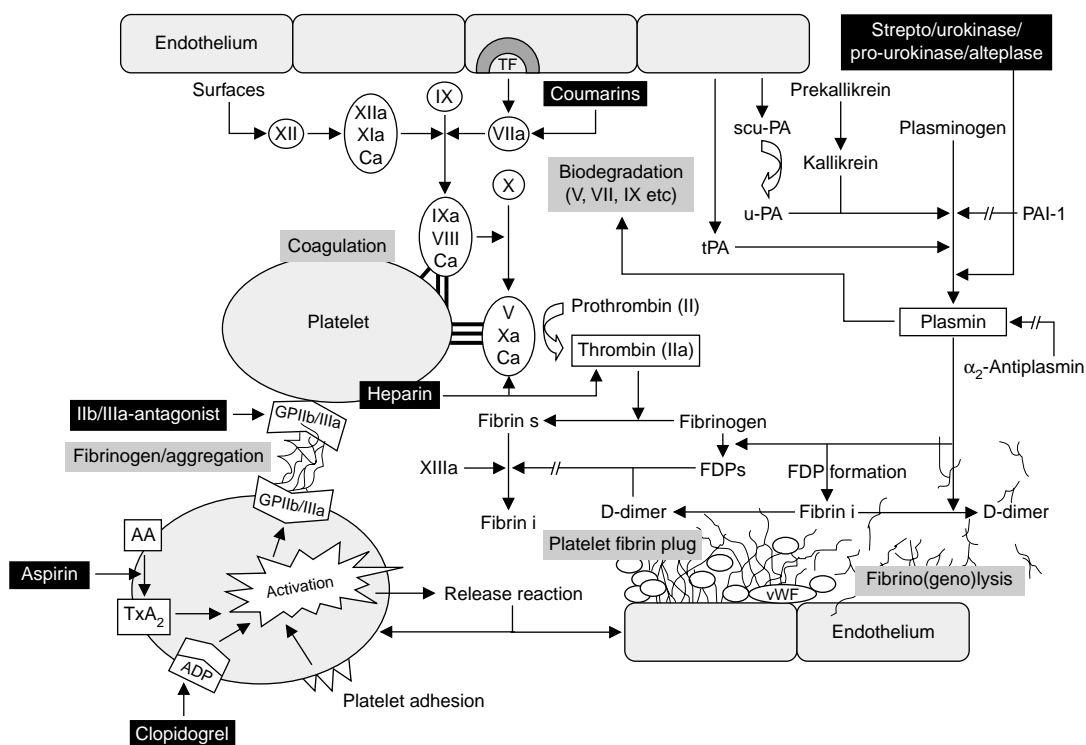 Endothelium
TF
Strepto/urokinase/
pro-urokinase/alteplase
Surfaces
XII
XIIa
XIa
Ca
IX
VIIa
Coumarins
scu-PA
u-PA
tPA
Prekallikrein
Kallikrein
Plasminogen
PAI-1
Biodegradation
(V, VII, IX etc)
X
IXa
VIII
Ca
Coagulation
Platelet
V
Xa
Ca
Prothrombin (II)
Thrombin (IIa)
Plasmin
α2-Antiplasmin
Heparin
IIb/IIIa-antagonist
GPIIb/IIIa
Fibrinogen/aggregation
GPIIb/IIIa
Fibrin s
Fibrinogen
XIIIa
FDPs
FDP formation
Fibrin i
D-dimer
Fibrin i
D-dimer
Platelet fibrin plug
Fibrino(geno)lysis
vWF
Endothelium
AA
Aspirin
TxA2
Activation
Release reaction
ADP
Platelet adhesion
Clopidogrel